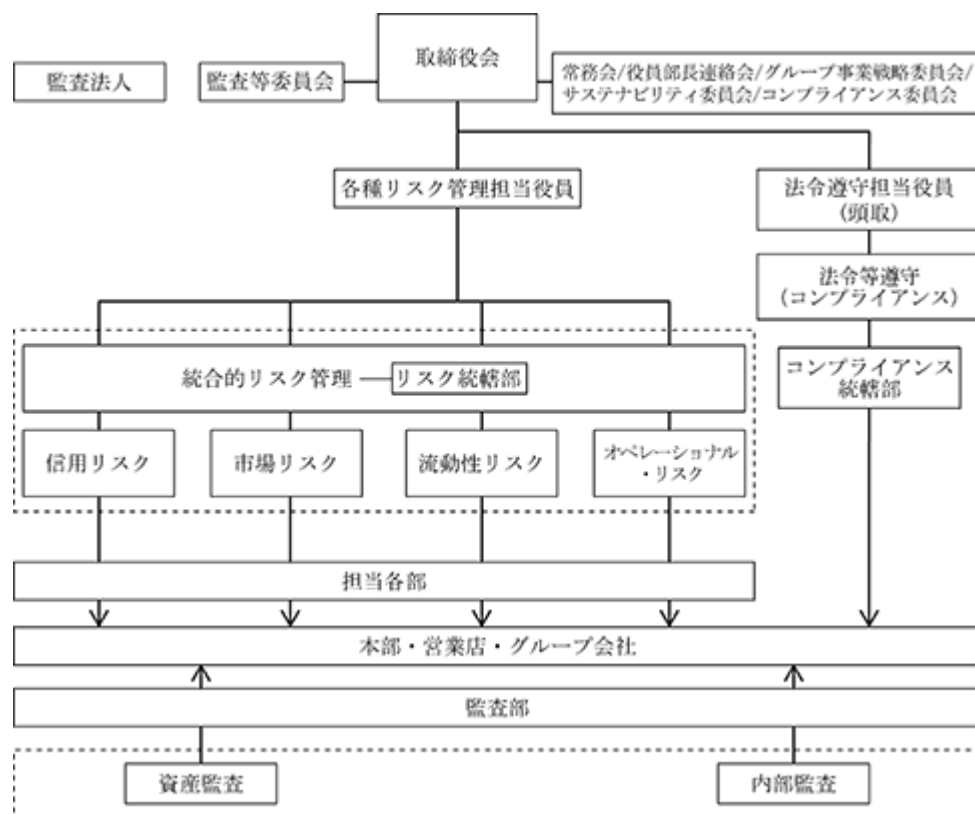 取締役会
監査法人
監査等委員会
常務会/役員部長連絡会/グループ事業戦略委員会/
サステナビリティ委員会/コンプライアンス委員会
各種リスク管理担当役員
法令遵守担当役員
(頭取)
法令等遵守
(コンプライアンス)
統合的リスク管理
リスク統轄部
コンプライアンス
統轄部
信用リスク
市場リスク
流動性リスク
オペレーショナル
・リスク
担当各部
本部・営業店・グループ会社
監査部
資産監査
内部監査